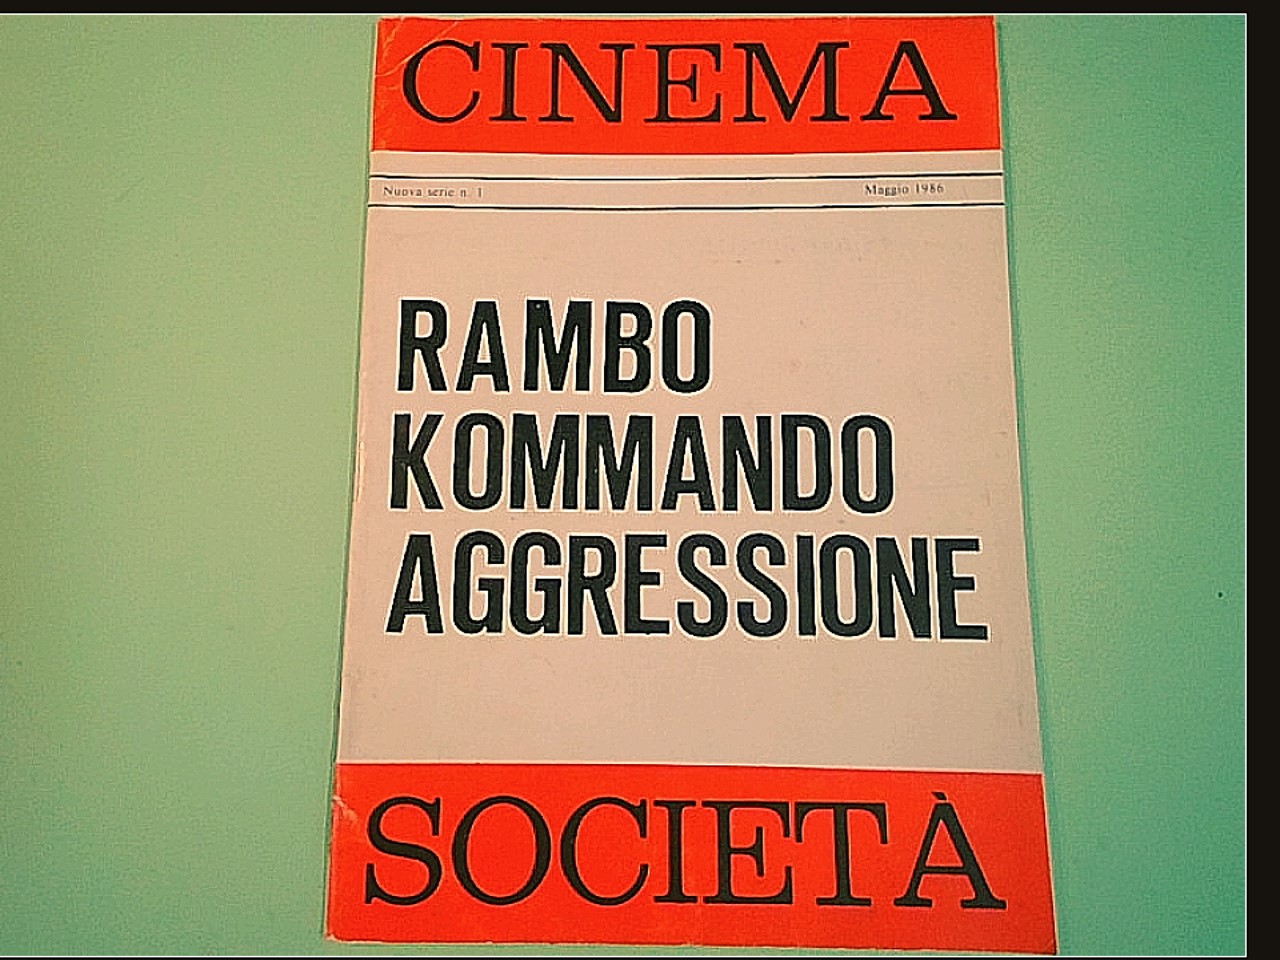 CINEMA
Nuova serie n. 1 Maggio 1986
RAMBO
KOMMANDO
AGGRESSIONE
SOCIETÀ